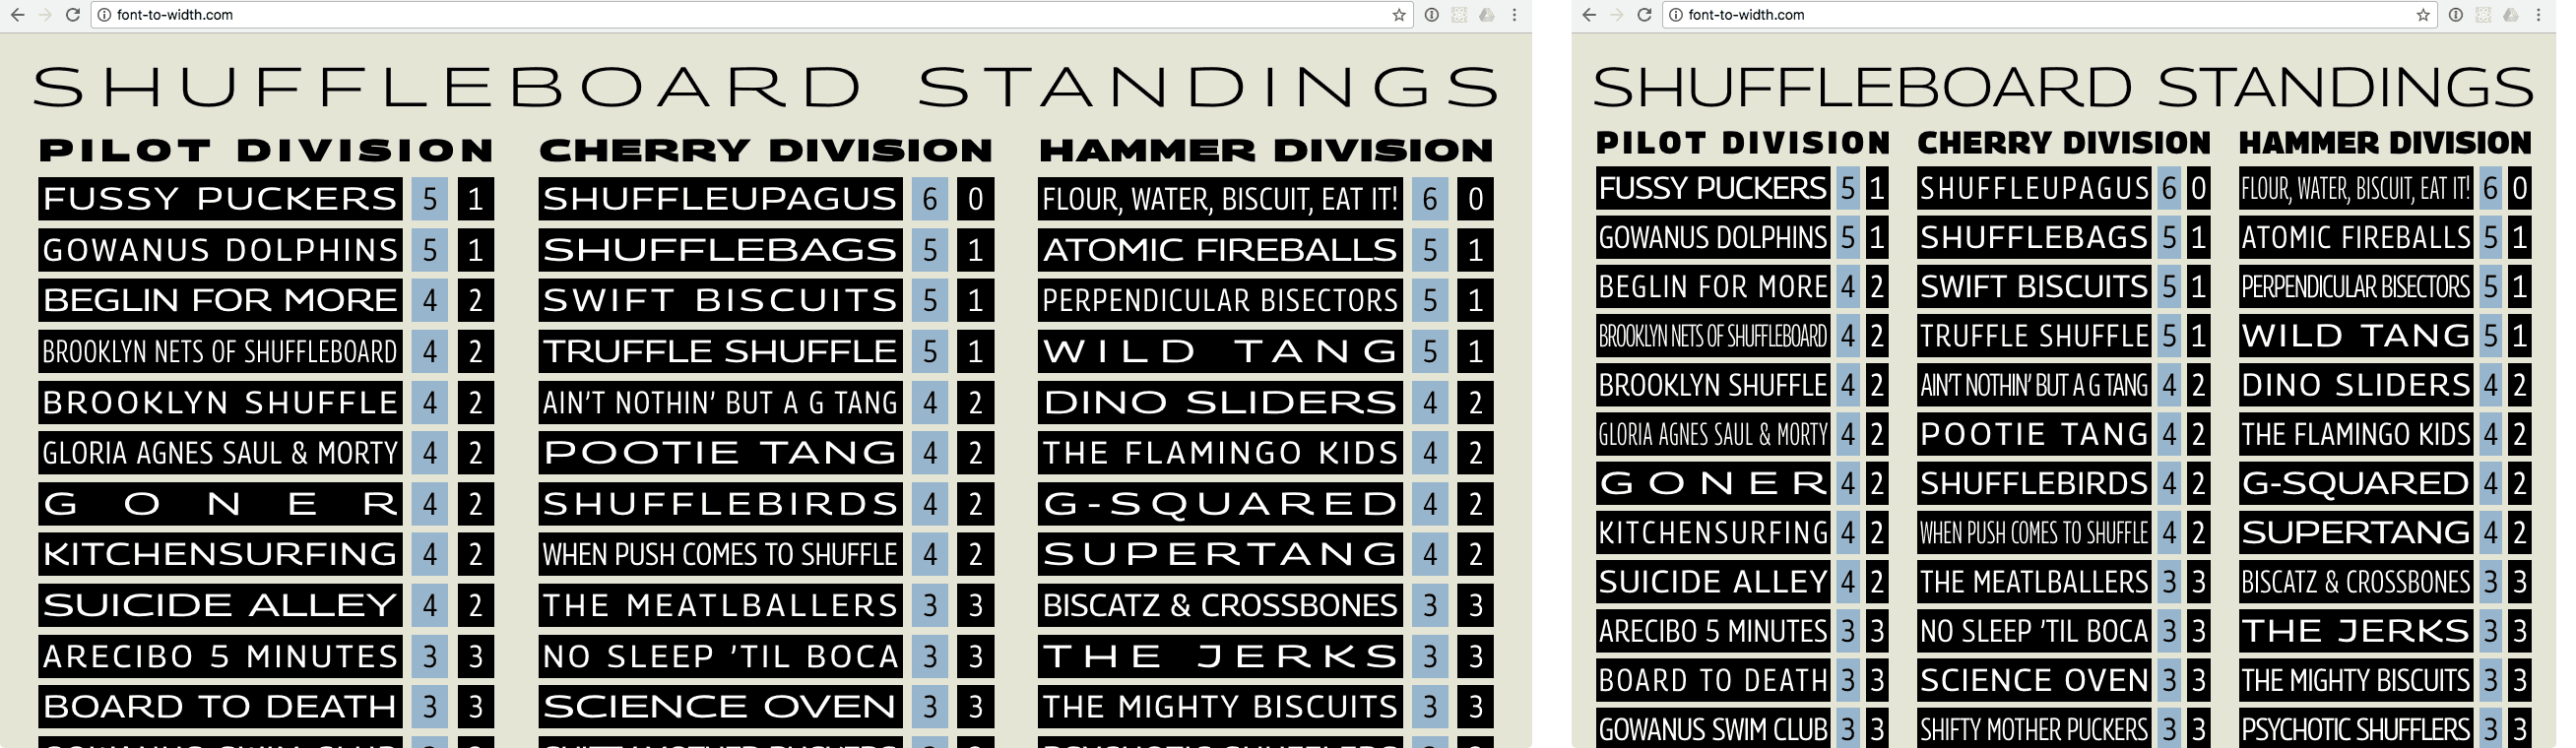 font-to-width.com
SHUFFLEBOARD STANDINGS
PILOT DIVISION
FUSSY PUCKERS 5 1
GOWANUS DOLPHINS 5 1
BEGLIN FOR MORE 4 2
BROOKLYN NETS OF SHUFFLEBOARD 4 2
BROOKLYN SHUFFLE 4 2
GLORIA AGNES SAUL & MORTY 4 2
GONER 4 2
KITCHENSURFING 4 2
SUICIDE ALLEY 4 2
ARECIBO 5 MINUTES 3 3
BOARD TO DEATH 3 3
CHERRY DIVISION
SHUFFLEUPAGUS 6 0
SHUFFLEBAGS 5 1
SWIFT BISCUITS 5 1
TRUFFLE SHUFFLE 5 1
AIN'T NOTHIN' BUT A G TANG 4 2
POOTIE TANG 4 2
SHUFFLEBIRDS 4 2
WHEN PUSH COMES TO SHUFFLE 4 2
THE MEATLBALLERS 3 3
NO SLEEP 'TIL BOCA 3 3
SCIENCE OVEN 3 3
HAMMER DIVISION
FLOUR, WATER, BISCUIT, EAT IT! 6 0
ATOMIC FIREBALLS 5 1
PERPENDICULAR BISECTORS 5 1
WILD TANG 5 1
DINO SLIDERS 4 2
THE FLAMINGO KIDS 4 2
G-SQUARED 4 2
SUPERTANG 4 2
BISCATZ & CROSSBONES 3 3
THE JERKS 3 3
THE MIGHTY BISCUITS 3 3
font-to-width.com
SHUFFLEBOARD STANDINGS
PILOT DIVISION
FUSSY PUCKERS 5 1
GOWANUS DOLPHINS 5 1
BEGLIN FOR MORE 4 2
BROOKLYN NETS OF SHUFFLEBOARD 4 2
BROOKLYN SHUFFLE 4 2
GLORIA AGNES SAUL & MORTY 4 2
GONER 4 2
KITCHENSURFING 4 2
SUICIDE ALLEY 4 2
ARECIBO 5 MINUTES 3 3
BOARD TO DEATH 3 3
GOWANUS SWIM CLUB 3 3
CHERRY DIVISION
SHUFFLEUPAGUS 6 0
SHUFFLEBAGS 5 1
SWIFT BISCUITS 5 1
TRUFFLE SHUFFLE 5 1
AIN'T NOTHIN' BUT A G TANG 4 2
POOTIE TANG 4 2
SHUFFLEBIRDS 4 2
WHEN PUSH COMES TO SHUFFLE 4 2
THE MEATLBALLERS 3 3
NO SLEEP 'TIL BOCA 3 3
SCIENCE OVEN 3 3
SHIFTY MOTHER PUCKERS 3 3
HAMMER DIVISION
FLOUR, WATER, BISCUIT, EAT IT! 6 0
ATOMIC FIREBALLS 5 1
PERPENDICULAR BISECTORS 5 1
WILD TANG 5 1
DINO SLIDERS 4 2
THE FLAMINGO KIDS 4 2
G-SQUARED 4 2
SUPERTANG 4 2
BISCATZ & CROSSBONES 3 3
THE JERKS 3 3
THE MIGHTY BISCUITS 3 3
PSYCHOTIC SHUFFLERS 3 3